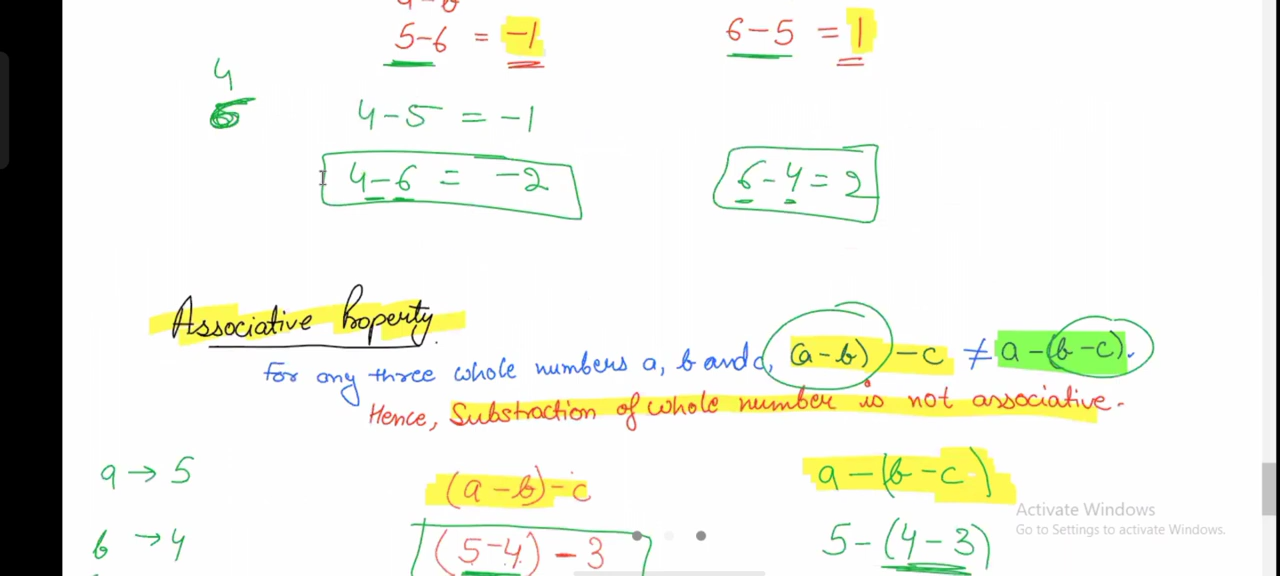 5-6 = -1 6-5 = 1
4
6 4-5 = -1
4-6 = -2 6-4 = 2
Associative Property.
For any three whole numbers a, b and c, (a-b)-c ≠ a-(b-c).
Hence, Substraction of whole number is not associative.
a → 5 (a-b)-c a-(b-c)
Activate Windows
Go to Settings to activate Windows.
b → 4 (5-4)-3 5-(4-3)